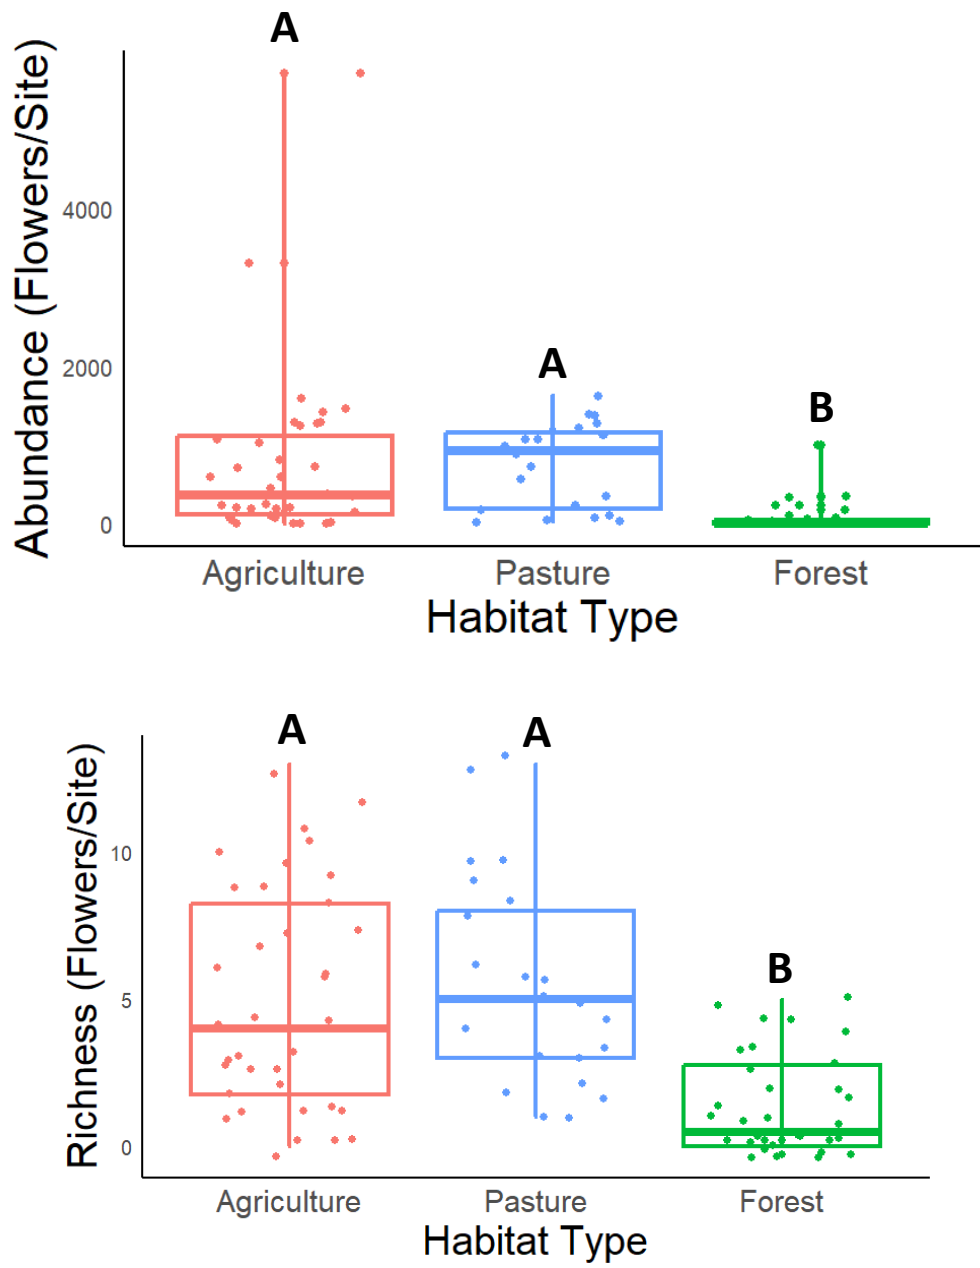 A
Abundance (Flowers/Site)
4000
A
2000
B
0
Agriculture Pasture Forest
Habitat Type
A A
Richness (Flowers/Site)
10
B
5
0
Agriculture Pasture Forest
Habitat Type